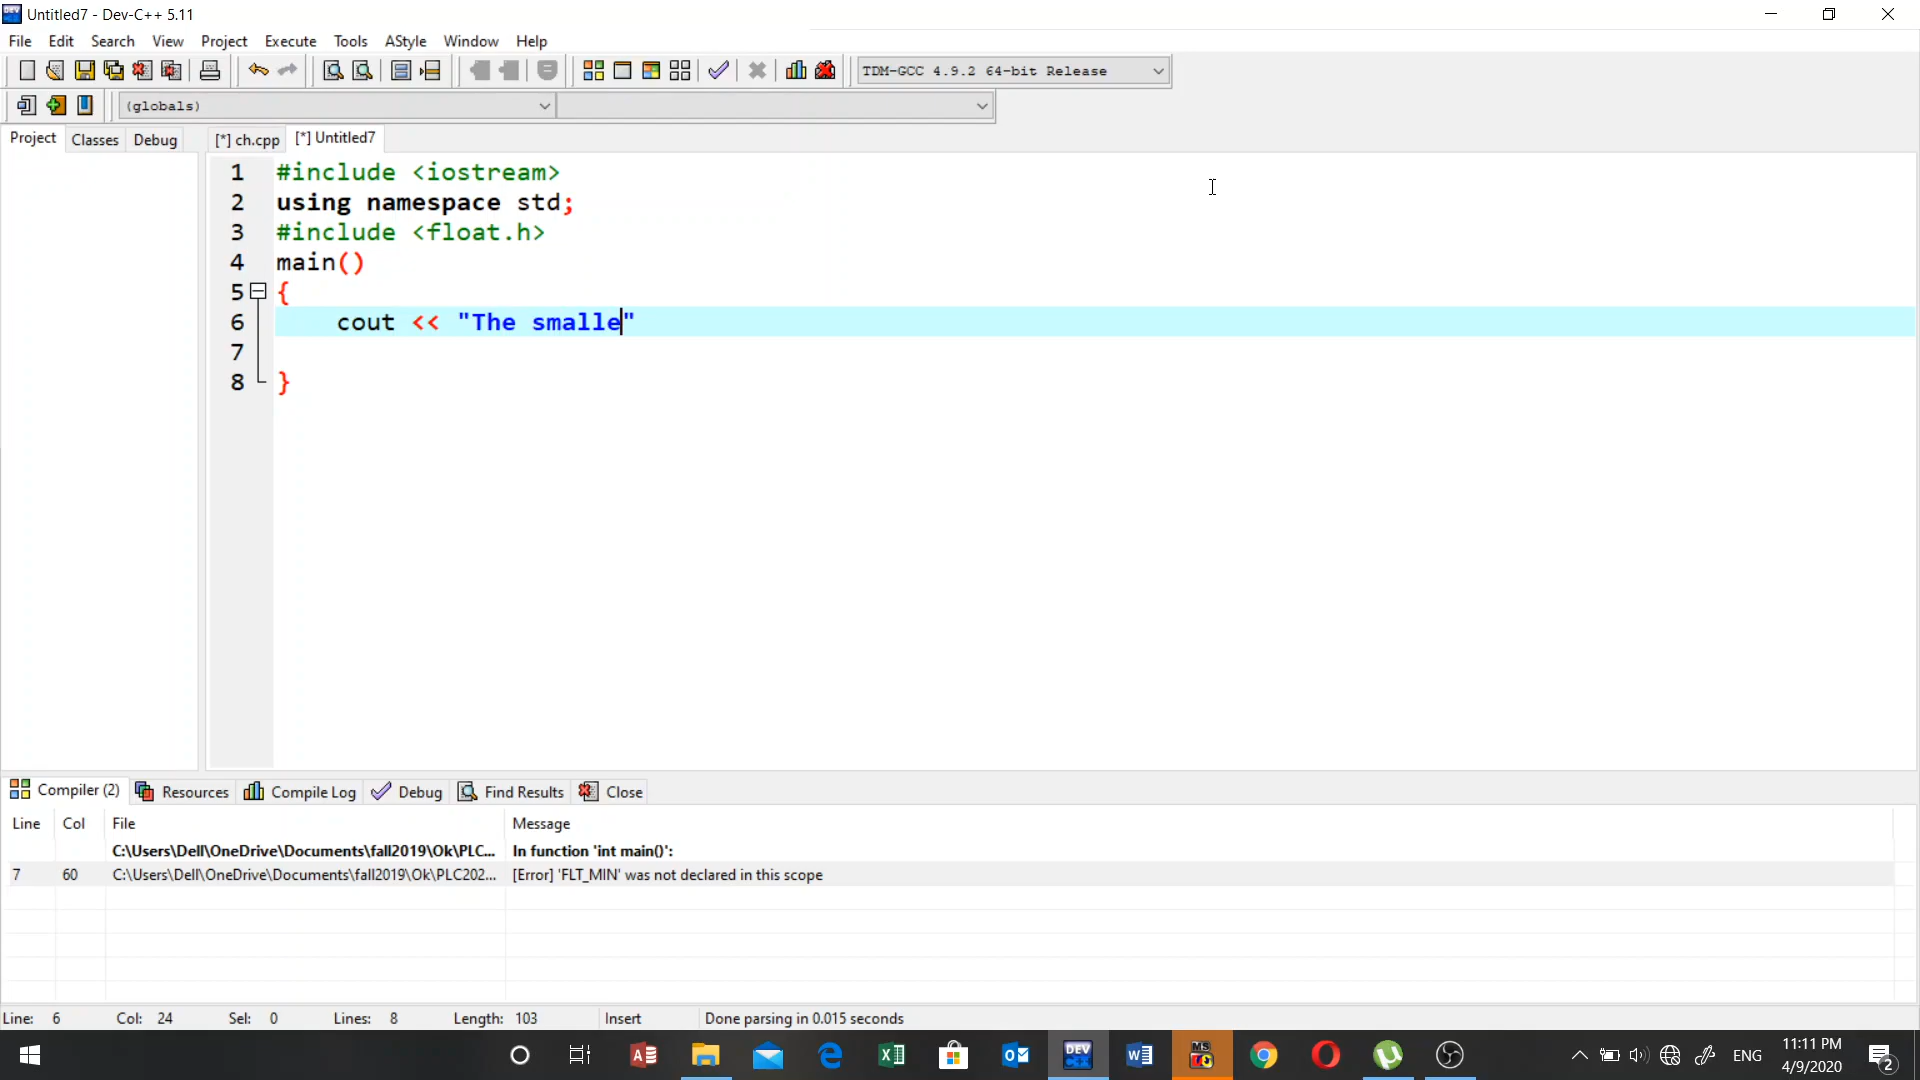 Untitled7 - Dev-C++ 5.11
File Edit Search View Project Execute Tools AStyle Window Help
TDM-GCC 4.9.2 64-bit Release
(globals)
Project Classes Debug [*] ch.cpp [*] Untitled7
1 #include <iostream>
2 using namespace std;
3 #include <float.h>
4 main()
5 {
6 cout << "The smalle"
7
8 }
Compiler (2) Resources Compile Log Debug Find Results Close
Line Col File Message
C:\Users\Dell\OneDrive\Documents\fall2019\Ok\PLC... In function 'int main()':
7 60 C:\Users\Dell\OneDrive\Documents\fall2019\Ok\PLC202... [Error] 'FLT_MIN' was not declared in this scope
Line: 6 Col: 24 Sel: 0 Lines: 8 Length: 103 Insert Done parsing in 0.015 seconds
DEV MS ENG 11:11 PM
4/9/2020 2